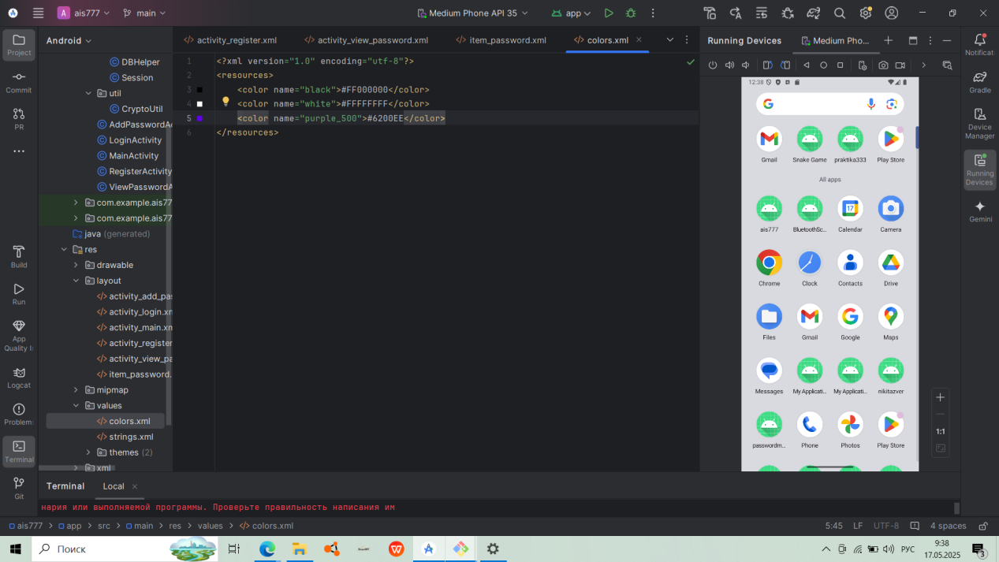 A ais777 main Medium Phone API 35 app
Project
Commit
PR
Build
Run
App
Quality I
Logcat
Problem
Terminal
Git
Android
DBHelper
Session
util
CryptoUtil
AddPasswordA
LoginActivity
MainActivity
RegisterActivity
ViewPasswordA
com.example.ais77
com.example.ais77
java (generated)
res
drawable
layout
activity_add_pa
activity_login.xn
activity_main.xn
activity_register
activity_view_pa
item_password.
mipmap
values
colors.xml
strings.xml
themes (2)
xml
activity_register.xml activity_view_password.xml item_password.xml colors.xml
1 <?xml version="1.0" encoding="utf-8"?>
2 <resources>
3 <color name="black">#FF000000</color>
4 <color name="white">#FFFFFFFF</color>
5 <color name="purple_500">#6200EE</color>
6 </resources>
Running Devices Medium Pho...
12:38
G
Gmail Snake Game praktika333 Play Store
All apps
17
ais777 BluetoothSc... Calendar Camera
Chrome Clock Contacts Drive
Files Gmail Google Maps
Messages My Applicati... My Applicati... nikitazver
passwordm... Phone Photos Play Store
1:1
Notificat
Gradle
Device
Manager
Running
Devices
Gemini
Terminal Local
нария или выполняемой программы. Проверьте правильность написания им
ais777 > app > src > main > res > values > colors.xml 5:45 LF UTF-8 4 spaces
Поиск
РУС
9:38
17.05.2025
3